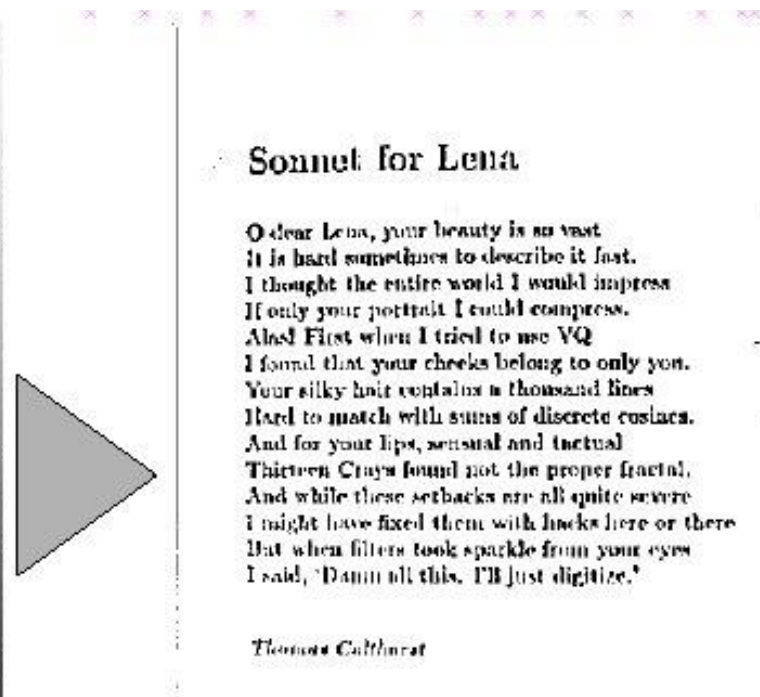 Sonnet for Lena
O dear Lena, your beauty is so vast
It is hard sometimes to describe it fast.
I thought the entire world I would impress
If only your portrait I could compress.
Alas! First when I tried to use VQ
I found that your cheeks belong to only you.
Your silky hair contains a thousand lines
Hard to match with sums of discrete cosines.
And for your lips, sensual and tactual
Thirteen Crays found not the proper fractal.
And while these setbacks are all quite severe
I might have fixed them with hacks here or there
But when filters took sparkle from your eyes
I said, 'Damn all this. I'll just digitize.'
Thomas Colthurst